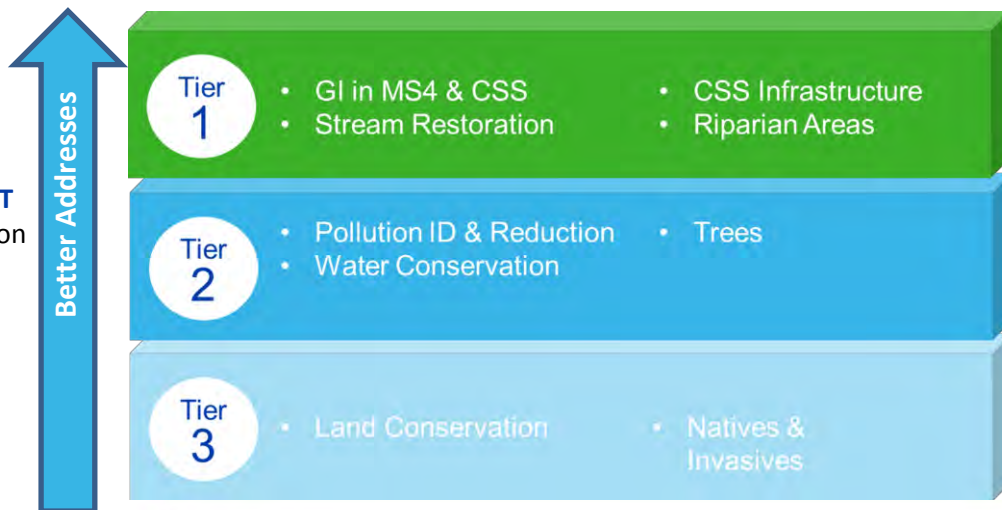 T
on
Better Addresses
Tier
1
• GI in MS4 & CSS
• Stream Restoration
• CSS Infrastructure
• Riparian Areas
Tier
2
• Pollution ID & Reduction
• Water Conservation
• Trees
Tier
3
• Land Conservation
• Natives &
Invasives